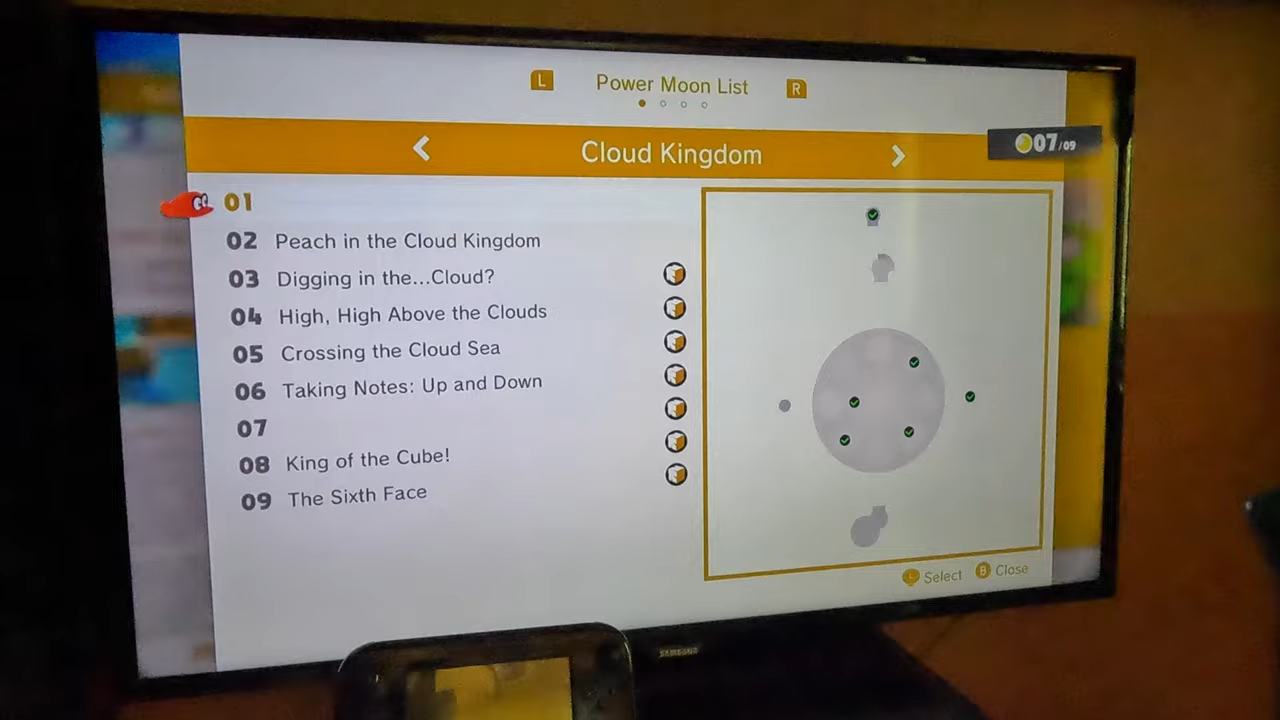 L Power Moon List R
Cloud Kingdom
07/09
01
02 Peach in the Cloud Kingdom
03 Digging in the...Cloud?
04 High, High Above the Clouds
05 Crossing the Cloud Sea
06 Taking Notes: Up and Down
07
08 King of the Cube!
09 The Sixth Face
L Select B Close
SAMSUNG